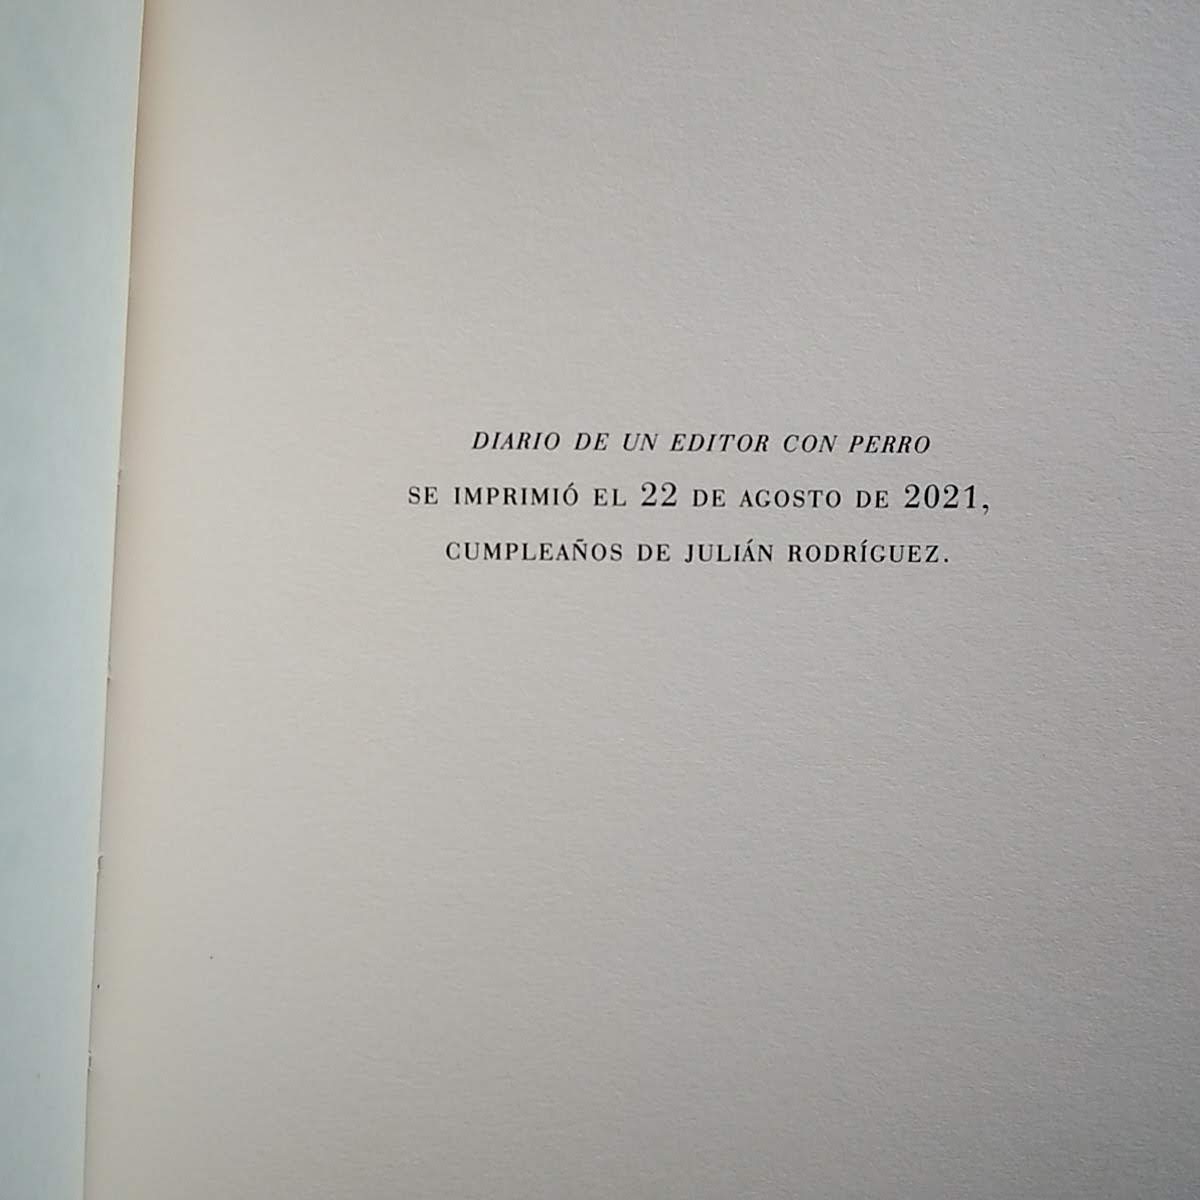 DIARIO DE UN EDITOR CON PERRO
SE IMPRIMIÓ EL 22 DE AGOSTO DE 2021,
CUMPLEAÑOS DE JULIÁN RODRÍGUEZ.